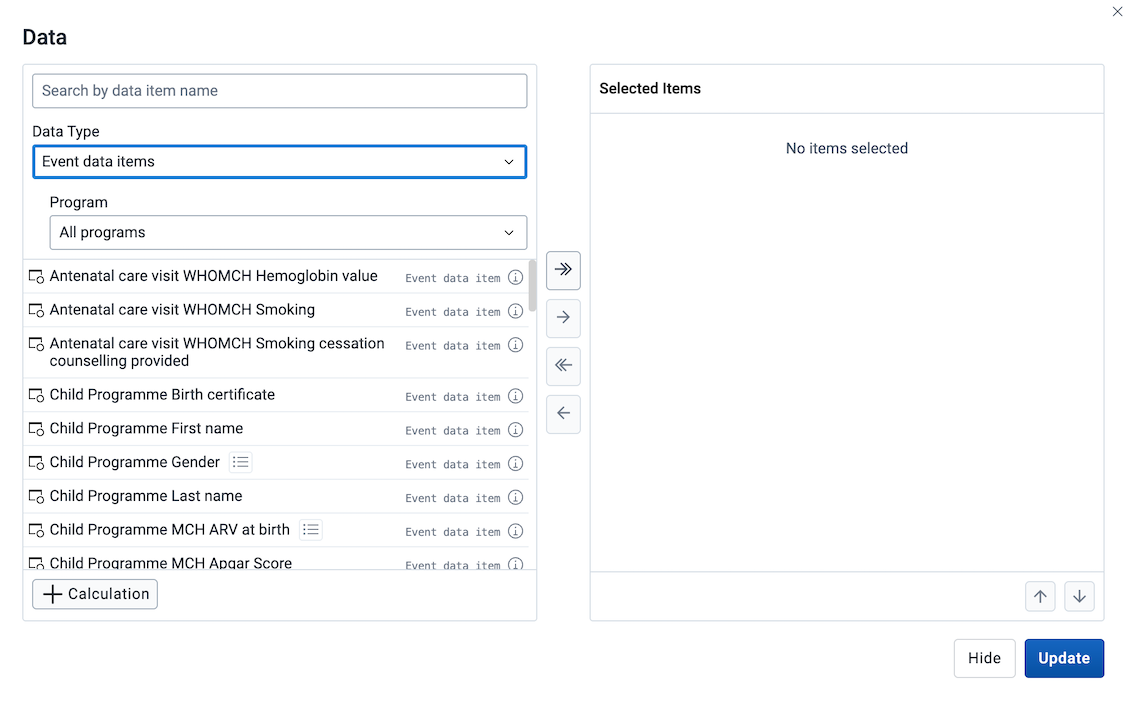 Data
Search by data item name
Data Type
Event data items
Program
All programs
Antenatal care visit WHOMCH Hemoglobin value Event data item
Antenatal care visit WHOMCH Smoking Event data item
Antenatal care visit WHOMCH Smoking cessation Event data item
counselling provided
Child Programme Birth certificate Event data item
Child Programme First name Event data item
Child Programme Gender Event data item
Child Programme Last name Event data item
Child Programme MCH ARV at birth Event data item
Child Programme MCH Apgar Score Event data item
Calculation
Selected Items
No items selected
Hide
Update